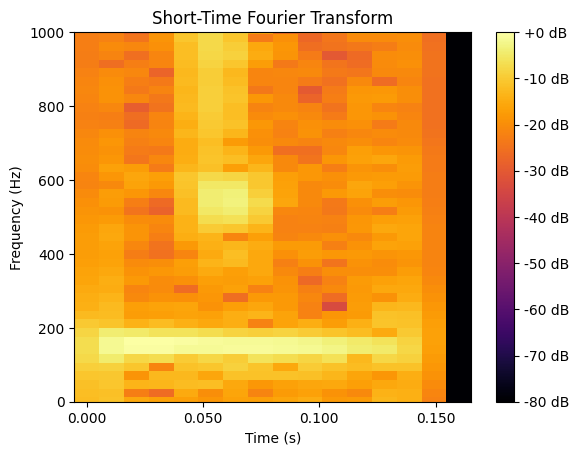 Short-Time Fourier Transform
1000
800
600
400
200
0
Frequency (Hz)
0.000
0.050
0.100
0.150
Time (s)
+0 dB
-10 dB
-20 dB
-30 dB
-40 dB
-50 dB
-60 dB
-70 dB
-80 dB